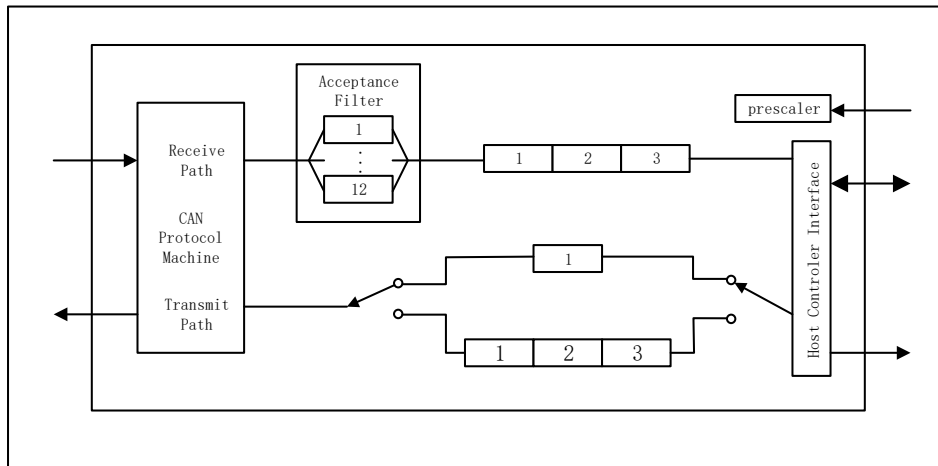 Acceptance
Filter
1
12
prescaler
Receive
Path
1 2 3
CAN
Protocol
Machine
1
Transmit
Path
1 2 3
Host Controler Interface